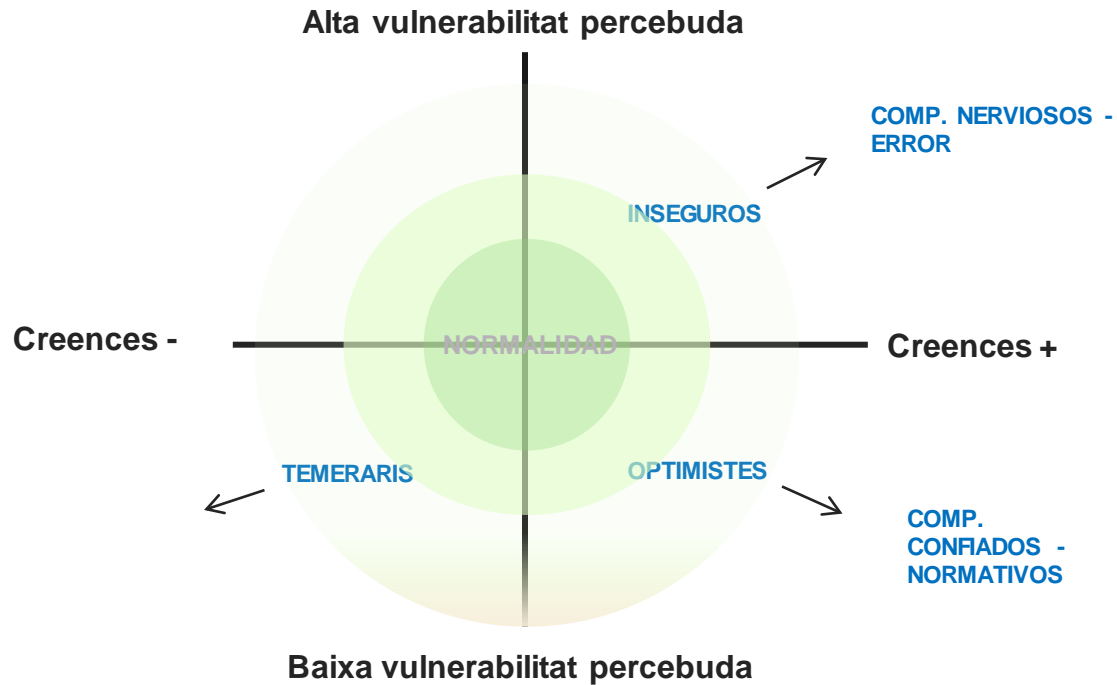 Alta vulnerabilitat percebuda
COMP. NERVIOSOS -
ERROR
INSEGUROS
Creences -
NORMALIDAD
Creences +
TEMERARIS
OPTIMISTES
COMP.
CONFIADOS -
NORMATIVOS
Baixa vulnerabilitat percebuda